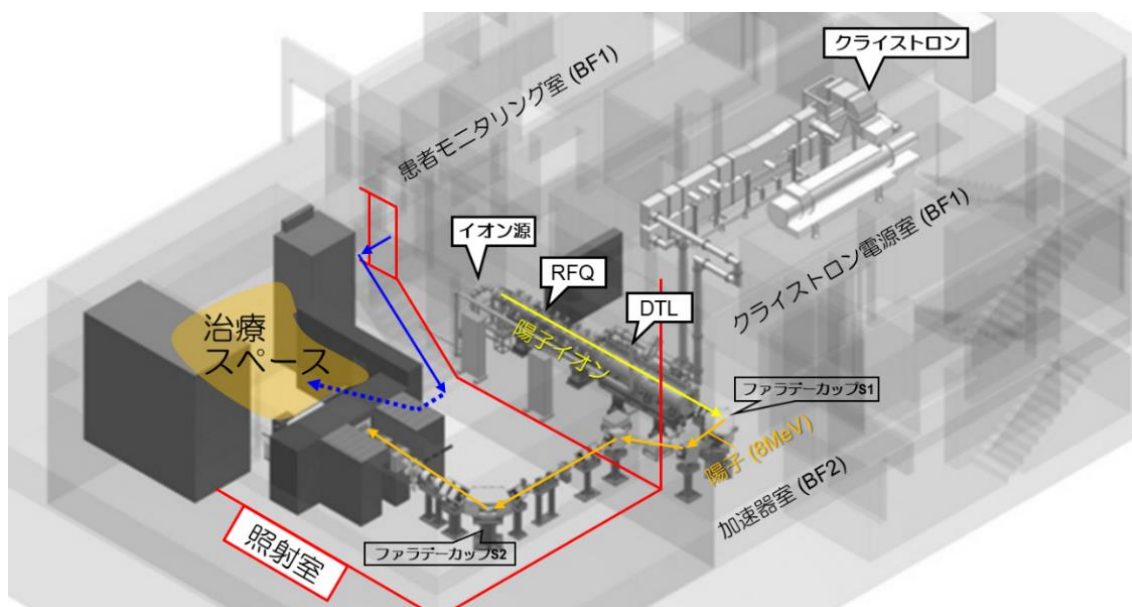 クライストロン
患者モニタリング室 (BF1)
イオン源
RFQ
DTL
クライストロン電源室 (BF1)
治療
スペース
陽子イオン
ファラデーカップS1
陽子 (8MeV)
加速器室 (BF2)
照射室
ファラデーカップS2